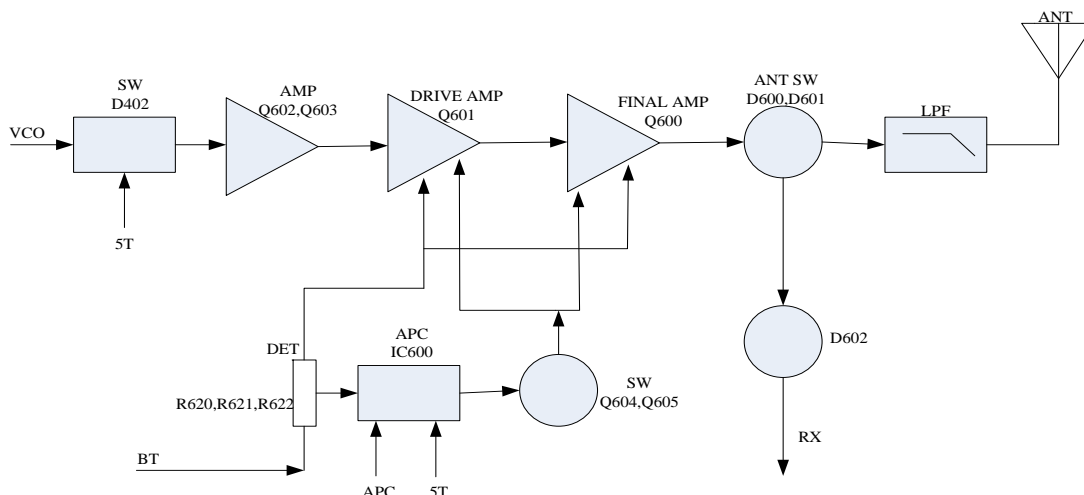 ANT
SW
D402
AMP
Q602,Q603
DRIVE AMP
Q601
FINAL AMP
Q600
ANT SW
D600,D601
LPF
VCO
5T
DET
R620,R621,R622
APC
IC600
SW
Q604,Q605
D602
BT
APC
5T
RX